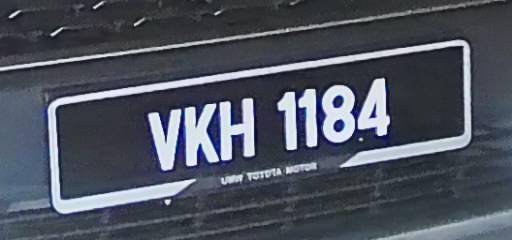 VKH 1184
UMW TOYOTA MOTOR